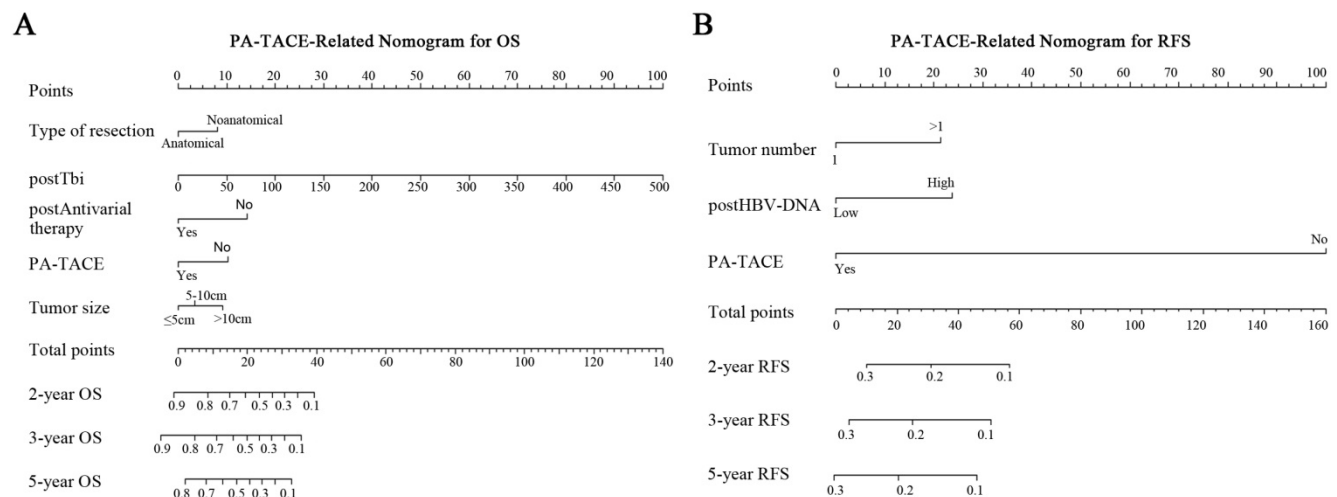 A
PA-TACE-Related Nomogram for OS
Points
0 10 20 30 40 50 60 70 80 90 100
Type of resection
Noanatomical
Anatomical
postTbi
0 50 100 150 200 250 300 350 400 450 500
postAntivarial
therapy
No
Yes
PA-TACE
No
Yes
Tumor size
5-10cm
≤5cm >10cm
Total points
0 20 40 60 80 100 120 140
2-year OS
0.9 0.8 0.7 0.5 0.3 0.1
3-year OS
0.9 0.8 0.7 0.5 0.3 0.1
5-year OS
0.8 0.7 0.5 0.3 0.1
B
PA-TACE-Related Nomogram for RFS
Points
0 10 20 30 40 50 60 70 80 90 100
Tumor number
>1
1
postHBV-DNA
High
Low
PA-TACE
No
Yes
Total points
0 20 40 60 80 100 120 140 160
2-year RFS
0.3 0.2 0.1
3-year RFS
0.3 0.2 0.1
5-year RFS
0.3 0.2 0.1